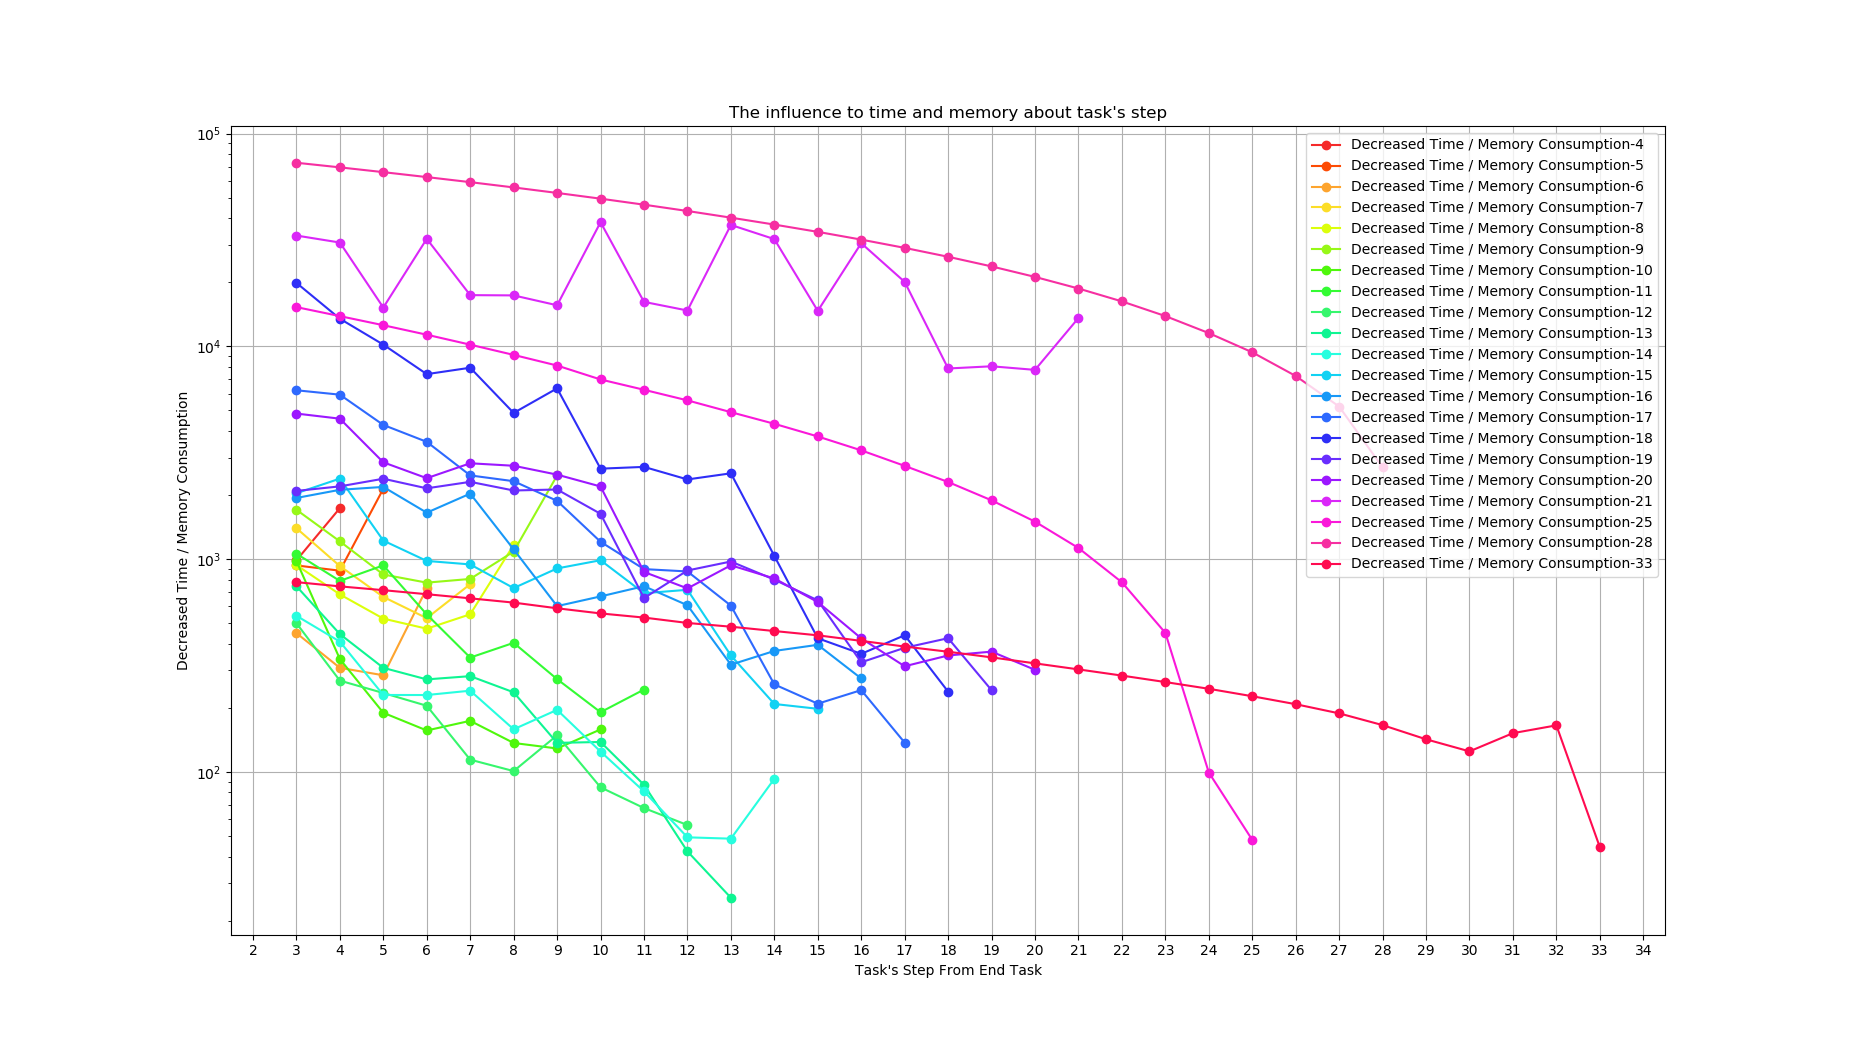 The influence to time and memory about task's step
10^5
10^4
10^3
10^2
Decreased Time / Memory Consumption
Decreased Time / Memory Consumption-4
Decreased Time / Memory Consumption-5
Decreased Time / Memory Consumption-6
Decreased Time / Memory Consumption-7
Decreased Time / Memory Consumption-8
Decreased Time / Memory Consumption-9
Decreased Time / Memory Consumption-10
Decreased Time / Memory Consumption-11
Decreased Time / Memory Consumption-12
Decreased Time / Memory Consumption-13
Decreased Time / Memory Consumption-14
Decreased Time / Memory Consumption-15
Decreased Time / Memory Consumption-16
Decreased Time / Memory Consumption-17
Decreased Time / Memory Consumption-18
Decreased Time / Memory Consumption-19
Decreased Time / Memory Consumption-20
Decreased Time / Memory Consumption-21
Decreased Time / Memory Consumption-25
Decreased Time / Memory Consumption-28
Decreased Time / Memory Consumption-33
2 3 4 5 6 7 8 9 10 11 12 13 14 15 16 17 18 19 20 21 22 23 24 25 26 27 28 29 30 31 32 33 34
Task's Step From End Task